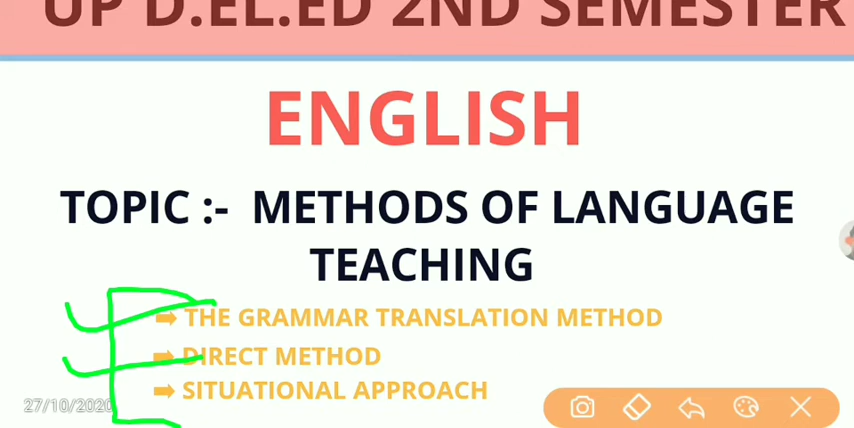 UP D.EL.ED 2ND SEMESTER
ENGLISH
TOPIC :- METHODS OF LANGUAGE
TEACHING
➡ THE GRAMMAR TRANSLATION METHOD
➡ DIRECT METHOD
➡ SITUATIONAL APPROACH
27/10/2020